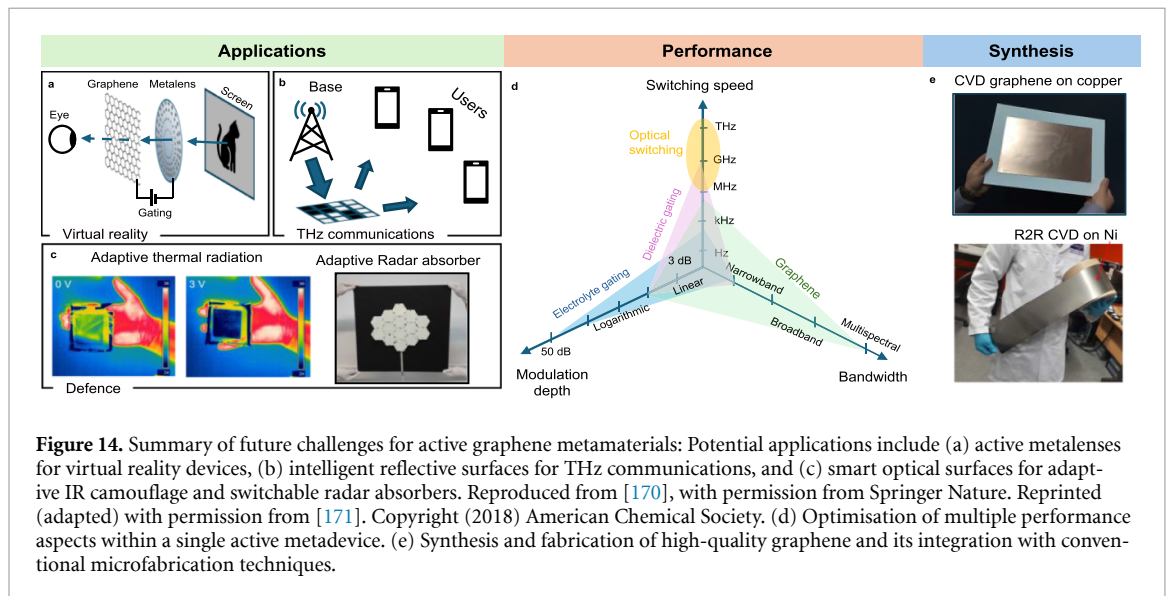 Applications
Performance
Synthesis
a
Graphene
Metalens
Screen
Eye
Gating
Virtual reality
b
Base
Users
THz communications
c
Adaptive thermal radiation
0 V
3 V
Adaptive Radar absorber
Defence
d
Switching speed
THz
Optical
switching
GHz
MHz
Dielectric gating
kHz
Hz
3 dB
Electrolyte gating
Linear
Narrowband
Graphene
Logarithmic
Broadband
Multispectral
50 dB
Modulation
depth
Bandwidth
e
CVD graphene on copper
R2R CVD on Ni
Figure 14. Summary of future challenges for active graphene metamaterials: Potential applications include (a) active metalenses
for virtual reality devices, (b) intelligent reflective surfaces for THz communications, and (c) smart optical surfaces for adapt-
ive IR camouflage and switchable radar absorbers. Reproduced from [170], with permission from Springer Nature. Reprinted
(adapted) with permission from [171]. Copyright (2018) American Chemical Society. (d) Optimisation of multiple performance
aspects within a single active metadevice. (e) Synthesis and fabrication of high-quality graphene and its integration with conven-
tional microfabrication techniques.